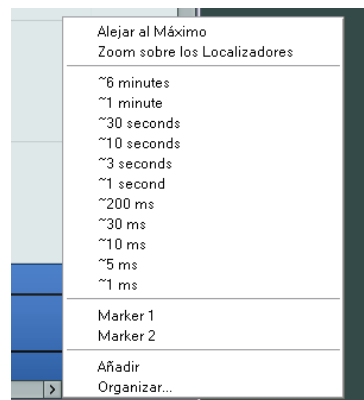 Alejar al Máximo
Zoom sobre los Localizadores
~6 minutes
~1 minute
~30 seconds
~10 seconds
~3 seconds
~1 second
~200 ms
~30 ms
~10 ms
~5 ms
~1 ms
Marker 1
Marker 2
Añadir
Organizar...